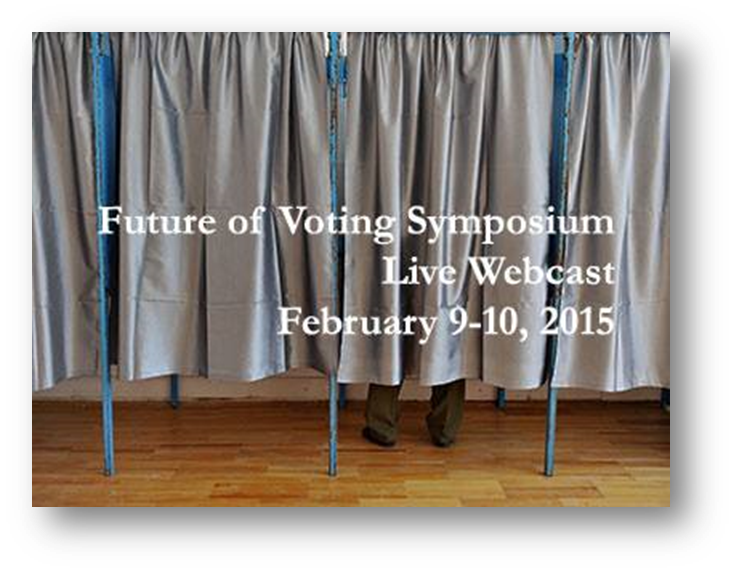 Future of Voting Symposium
Live Webcast
February 9-10, 2015